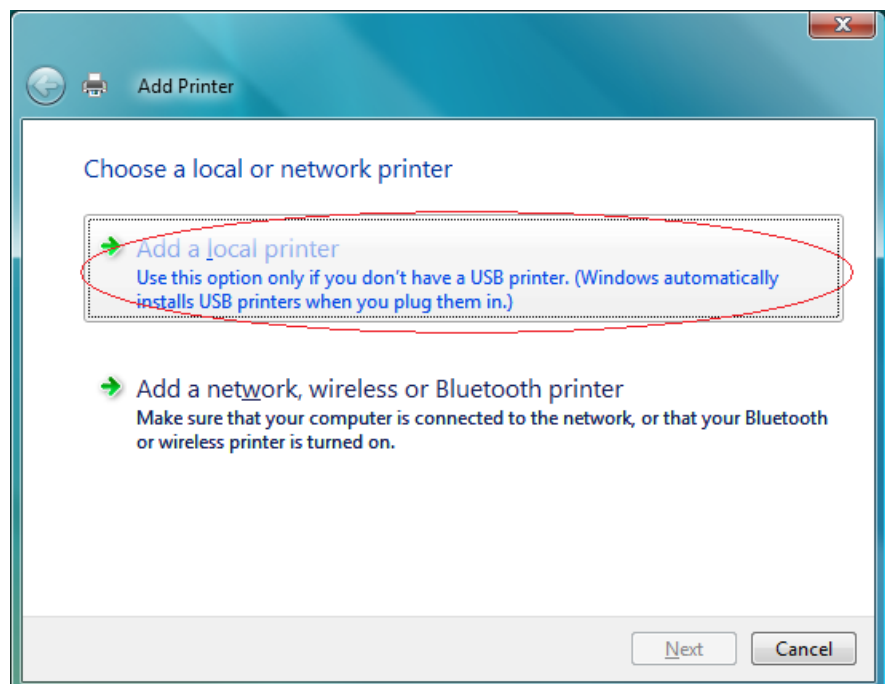 Add Printer
Choose a local or network printer
Add a local printer
Use this option only if you don't have a USB printer. (Windows automatically
installs USB printers when you plug them in.)
Add a network, wireless or Bluetooth printer
Make sure that your computer is connected to the network, or that your Bluetooth
or wireless printer is turned on.
Next Cancel